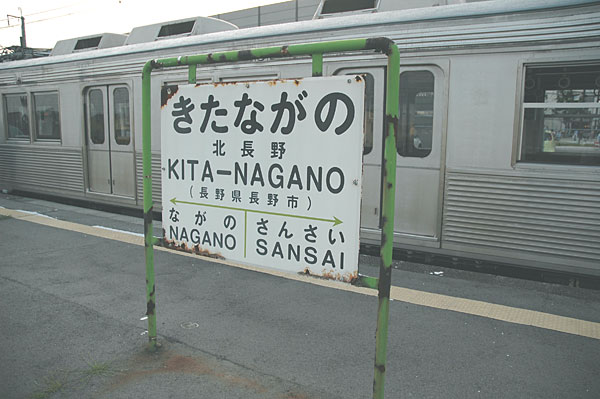 きたながの
北長野
KITA-NAGANO
(長野県長野市)
ながの さんさい
NAGANO SANSAI